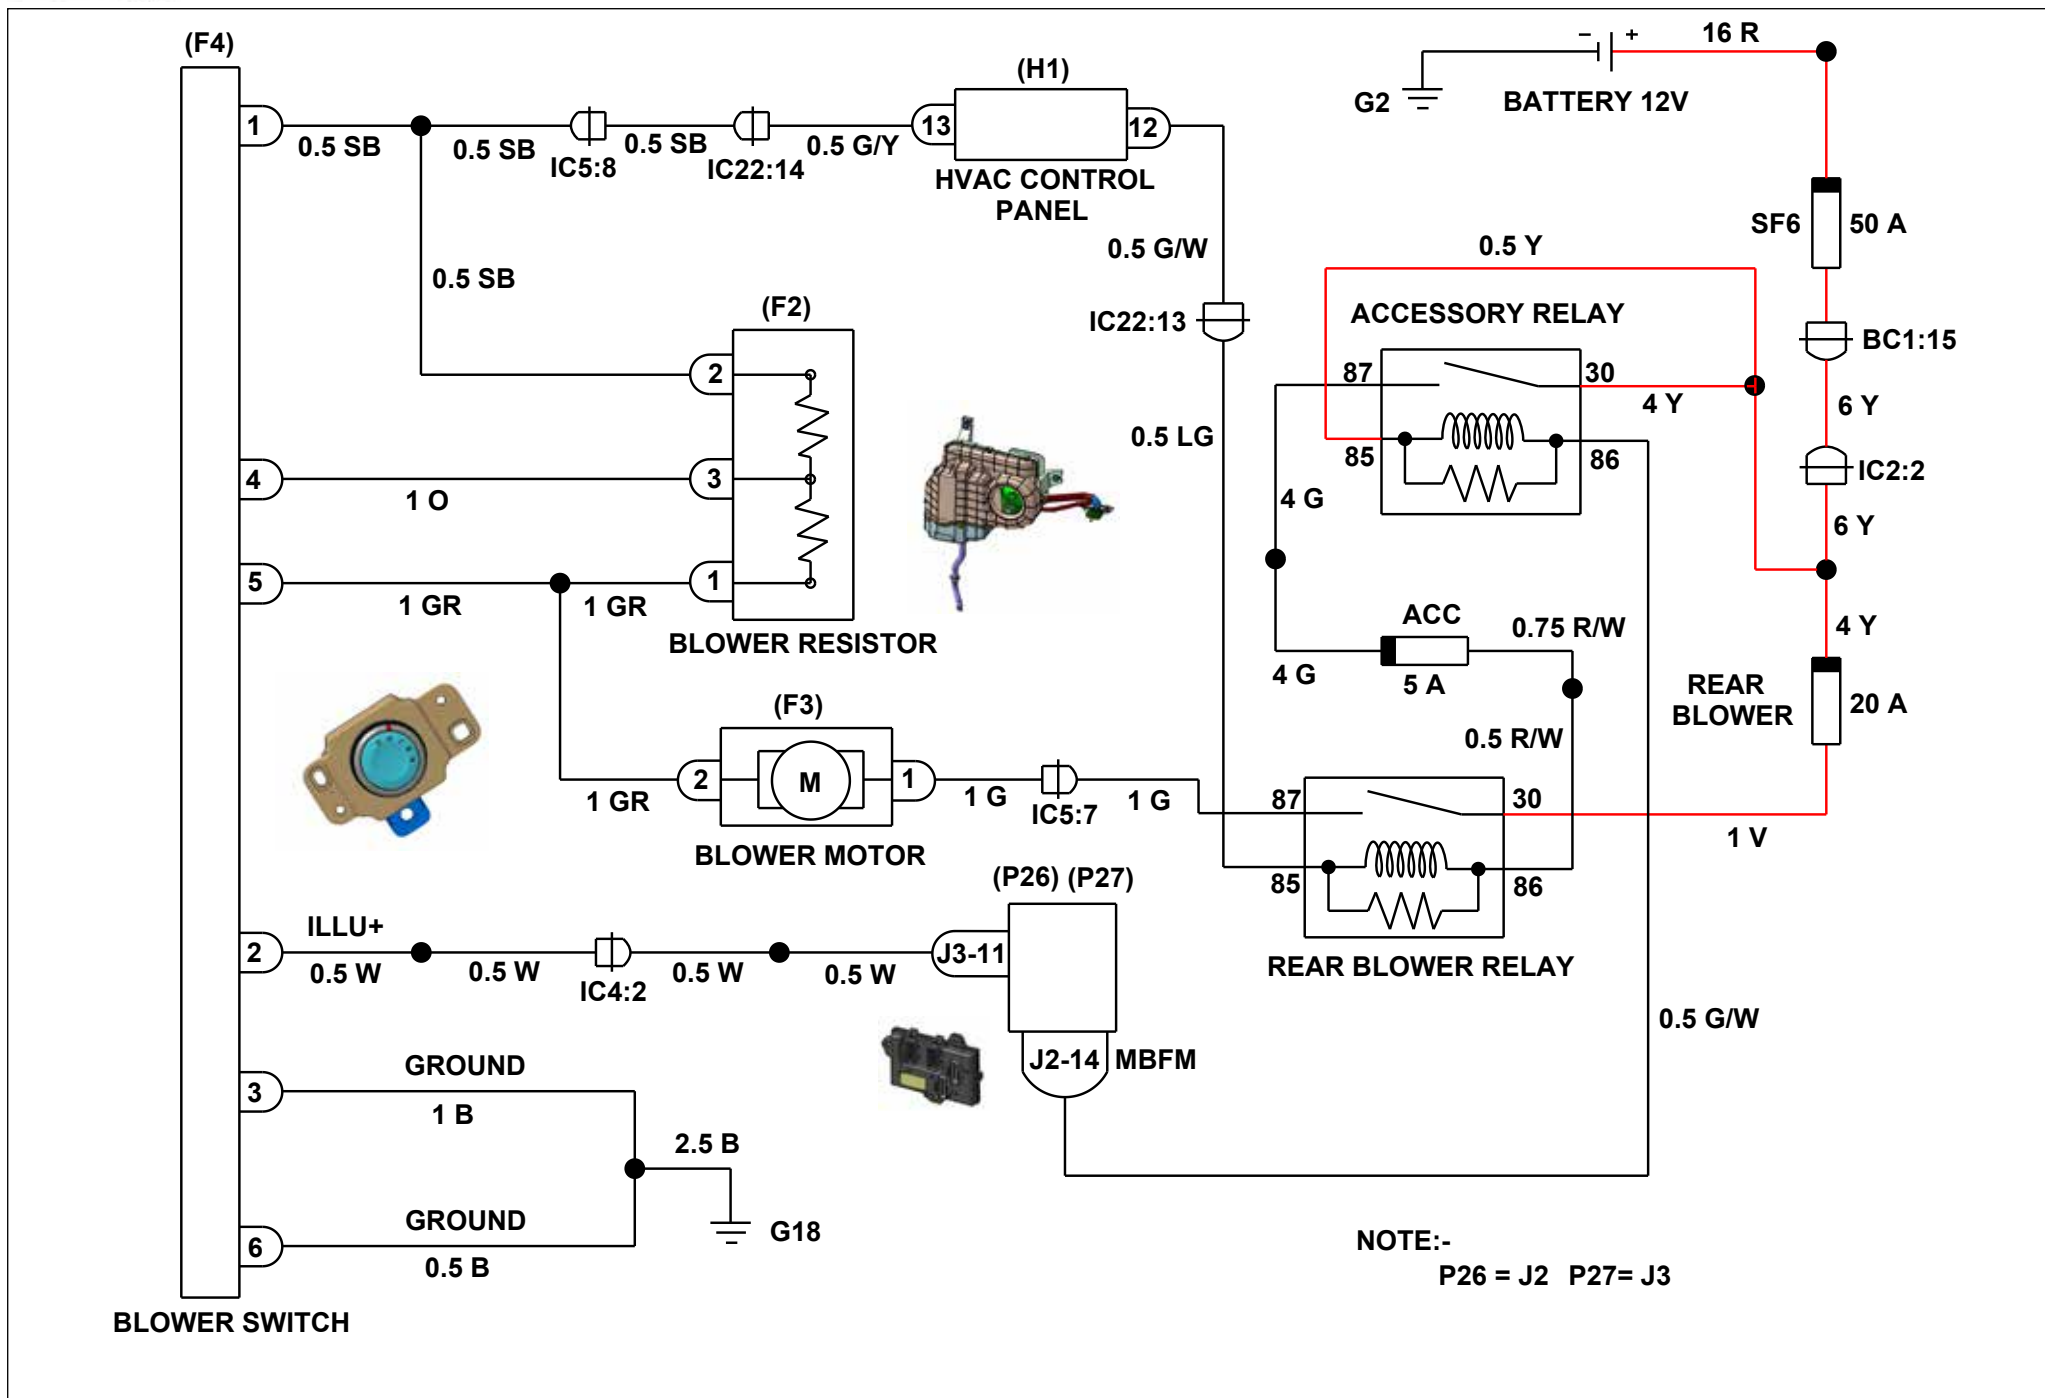 (F4)
16 R
− +
G2
BATTERY 12V
(H1)
1
13
12
0.5 SB
0.5 SB
0.5 SB
0.5 G/Y
IC5:8
IC22:14
HVAC CONTROL
PANEL
SF6
50 A
0.5 G/W
0.5 Y
0.5 SB
(F2)
IC22:13
ACCESSORY RELAY
BC1:15
2
87
30
4 Y
6 Y
0.5 LG
85
86
4
3
IC2:2
1 O
4 G
6 Y
5
1
1 GR
1 GR
ACC
0.75 R/W
4 Y
BLOWER RESISTOR
4 G
5 A
REAR
BLOWER
20 A
(F3)
0.5 R/W
2
M
1
1 GR
1 G
1 G
IC5:7
87
30
1 V
BLOWER MOTOR
(P26) (P27)
85
86
ILLU+
2
J3-11
0.5 W
0.5 W
0.5 W
0.5 W
IC4:2
REAR BLOWER RELAY
0.5 G/W
GROUND
J2-14
MBFM
3
1 B
2.5 B
GROUND
G18
6
0.5 B
NOTE:-
P26 = J2 P27= J3
BLOWER SWITCH